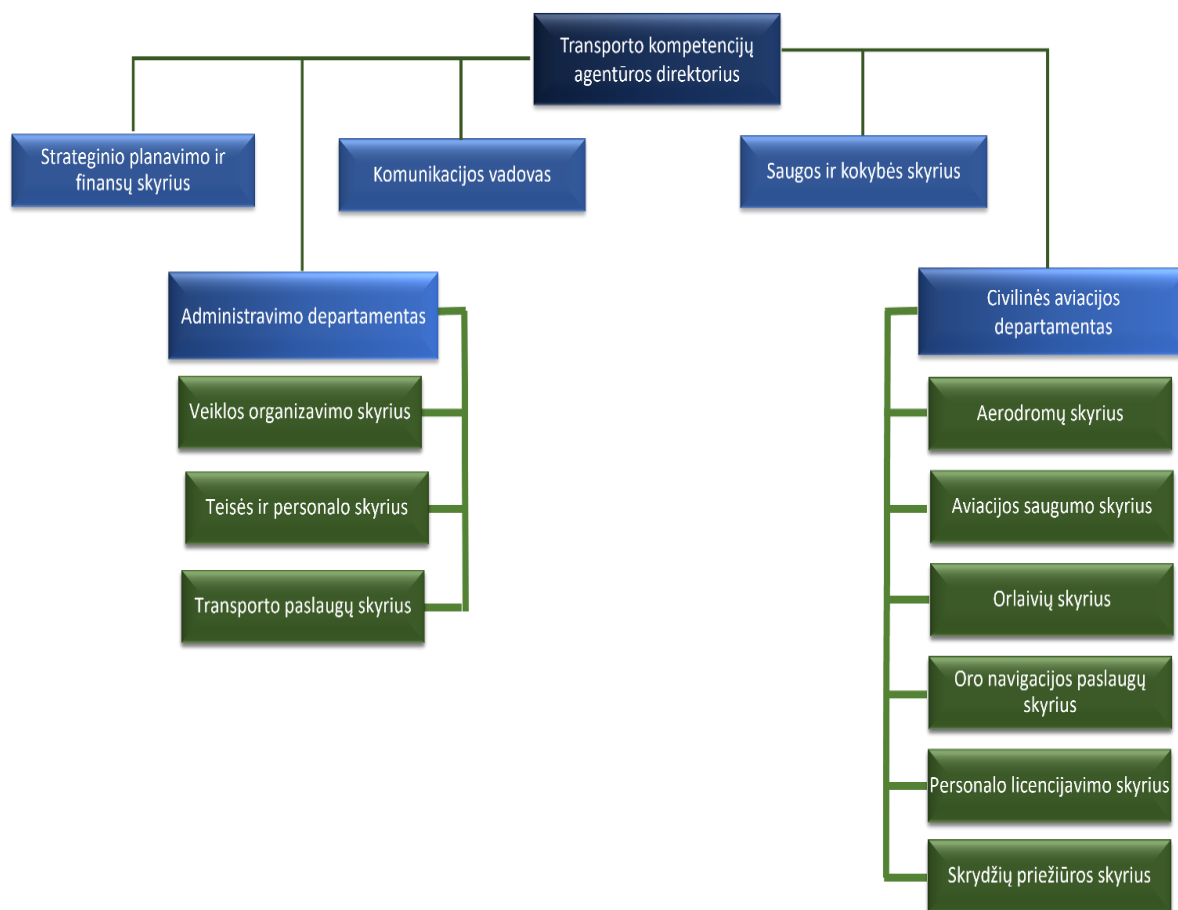 Transporto kompetencijų
agentūros direktorius
Strateginio planavimo ir
finansų skyrius
Komunikacijos vadovas
Saugos ir kokybės skyrius
Administravimo departamentas
Veiklos organizavimo skyrius
Teisės ir personalo skyrius
Transporto paslaugų skyrius
Civilinės aviacijos
departamentas
Aerodromų skyrius
Aviacijos saugumo skyrius
Orlaivių skyrius
Oro navigacijos paslaugų
skyrius
Personalo licencijavimo skyrius
Skrydžių priežiūros skyrius